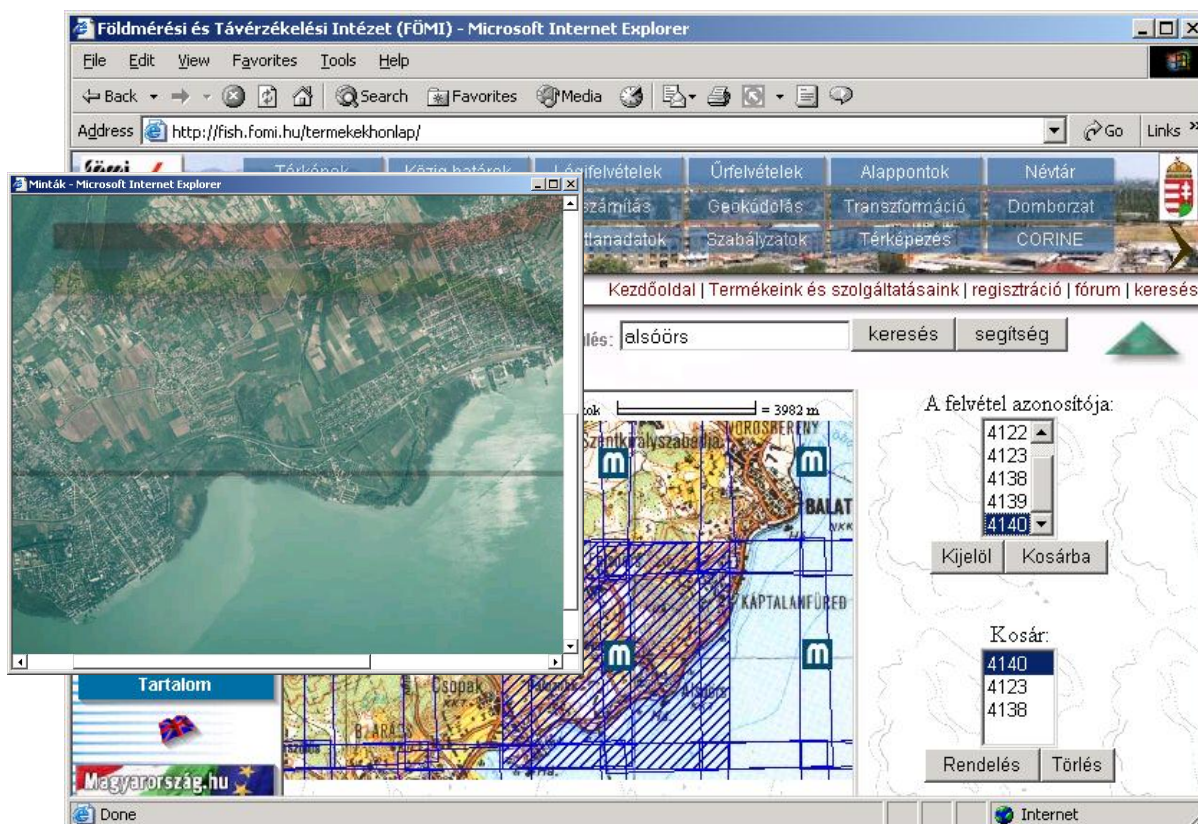 Földmérési és Távérzékelési Intézet (FÖMI) - Microsoft Internet Explorer
File Edit View Favorites Tools Help
Back Search Favorites Media
Address http://fish.fomi.hu/termekekhonlap/ Go Links »
Űrfelvételek Alappontok Névtár
számítás Geokódolás Transzformáció Domborzat
tlanadatok Szabályzatok Térképezés CORINE
Kezdőoldal | Termékeink és szolgáltatásaink | regisztráció | fórum | keresés
Minták - Microsoft Internet Explorer
lés: alsóörs keresés segítség
tok = 3982 m
Szentkirályszabadja
VÖRÖSBERÉNY
m m
BALAT
KÁPTALANFÜRED
m m
Csopak
Alsóörs
A felvétel azonosítója:
4122
4123
4138
4139
4140
Kijelöl Kosárba
Kosár:
4140
4123
4138
Rendelés Törlés
Tartalom
Magyarország.hu
Done Internet